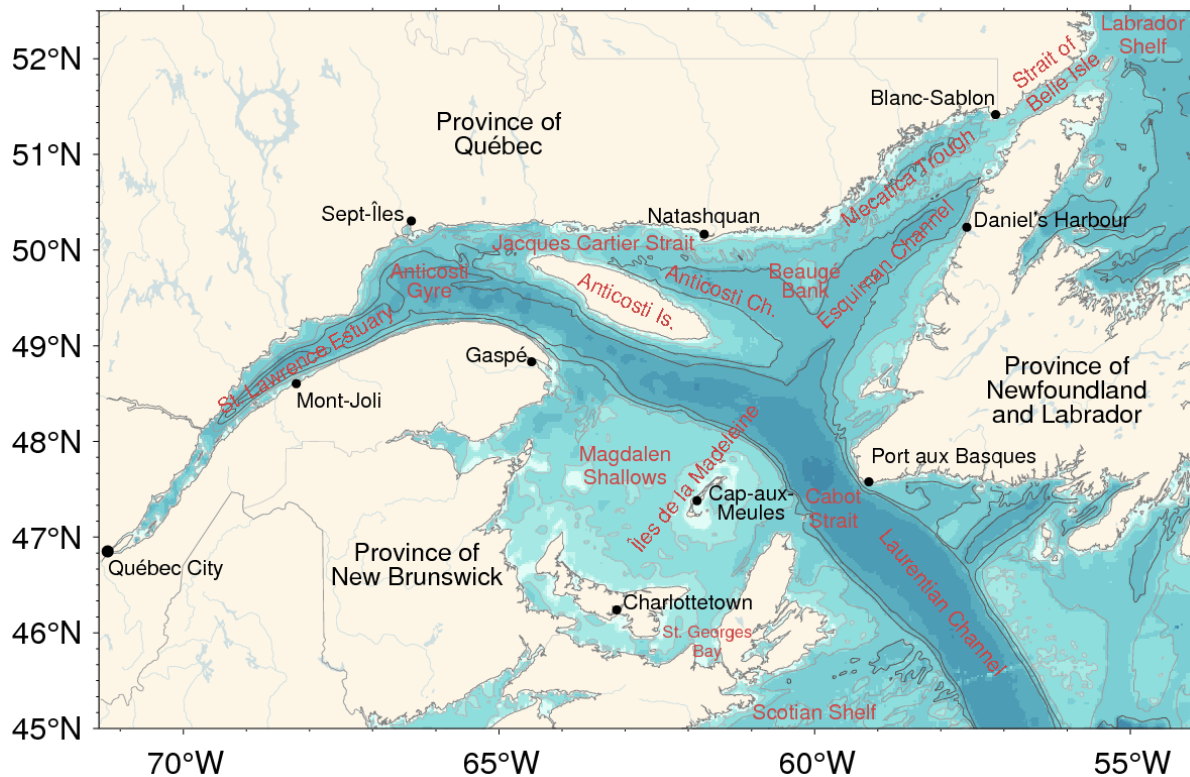 52°N
51°N
50°N
49°N
48°N
47°N
46°N
45°N
70°W
65°W
60°W
55°W
Labrador
Shelf
Strait of
Belle Isle
Blanc-Sablon
Province of
Québec
Mecatica Trough
Sept-Îles
Natashquan
Daniel's Harbour
Jacques Cartier Strait
Esquiman Channel
Anticosti
Gyre
Anticosti Is.
Anticosti Ch.
Beaugé
Bank
St. Lawrence Estuary
Gaspé
Mont-Joli
Province of
Newfoundland
and Labrador
Magdalen
Shallows
Îles de la Madeleine
Port aux Basques
Cap-aux-
Meules
Cabot
Strait
Québec City
Province of
New Brunswick
Laurentian Channel
Charlottetown
St. Georges
Bay
Scotian Shelf